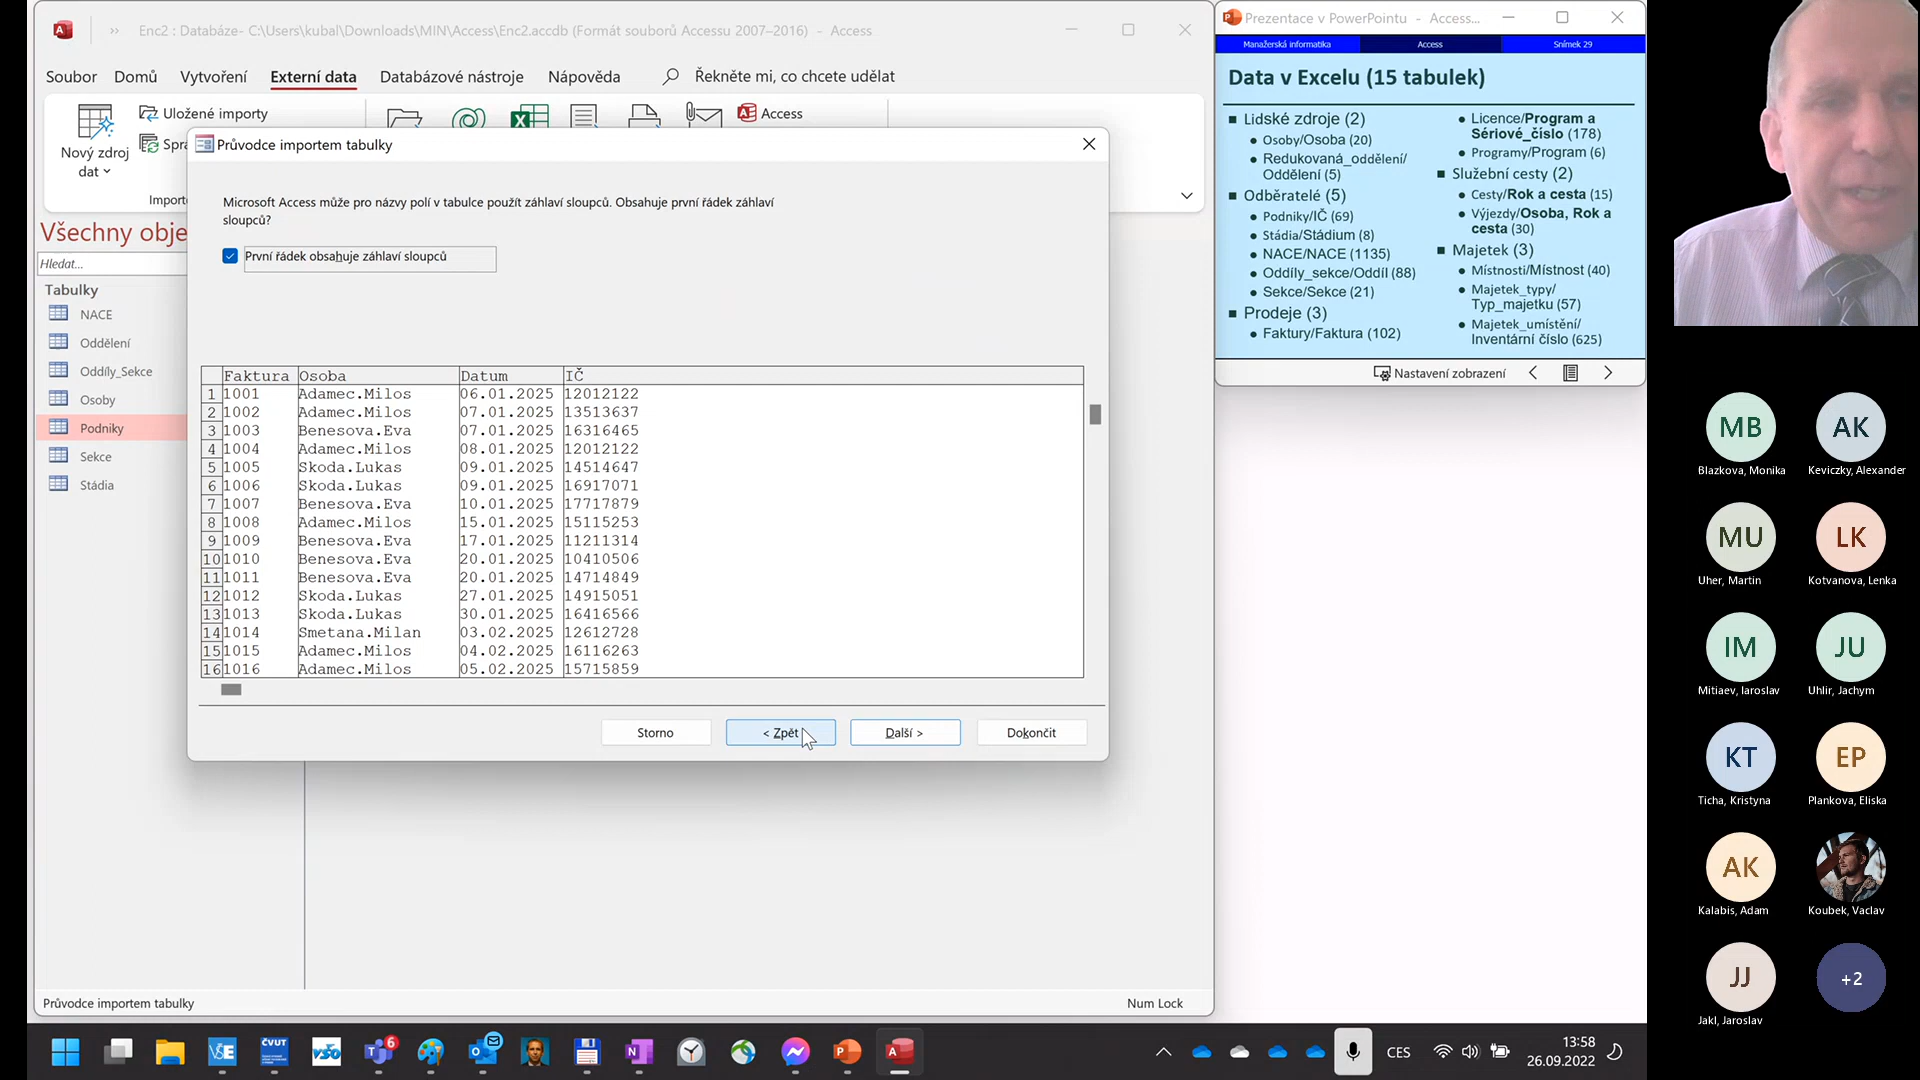 Enc2 : Databáze- C:\Users\kubal\Downloads\MIN\Access\Enc2.accdb (Formát souborů Accessu 2007–2016) - Access
Soubor Domů Vytvoření Externí data Databázové nástroje Nápověda Řekněte mi, co chcete udělat
Nový zdroj
dat
Uložené importy
Access
Všechny obje
Hledat...
Tabulky
NACE
Oddělení
Oddíly_Sekce
Osoby
Podniky
Sekce
Stádia
Průvodce importem tabulky
Microsoft Access může pro názvy polí v tabulce použít záhlaví sloupců. Obsahuje první řádek záhlaví
sloupců?
První řádek obsahuje záhlaví sloupců
Faktura Osoba Datum IČ
1 1001 Adamec.Milos 06.01.2025 12012122
2 1002 Adamec.Milos 07.01.2025 13513637
3 1003 Benesova.Eva 07.01.2025 16316465
4 1004 Adamec.Milos 08.01.2025 12012122
5 1005 Skoda.Lukas 09.01.2025 14514647
6 1006 Skoda.Lukas 09.01.2025 16917071
7 1007 Benesova.Eva 10.01.2025 17717879
8 1008 Adamec.Milos 15.01.2025 15115253
9 1009 Benesova.Eva 17.01.2025 11211314
10 1010 Benesova.Eva 20.01.2025 10410506
11 1011 Benesova.Eva 20.01.2025 14714849
12 1012 Skoda.Lukas 27.01.2025 14915051
13 1013 Skoda.Lukas 30.01.2025 16416566
14 1014 Smetana.Milan 03.02.2025 12612728
15 1015 Adamec.Milos 04.02.2025 16116263
16 1016 Adamec.Milos 05.02.2025 15715859
Storno < Zpět Další > Dokončit
Průvodce importem tabulky Num Lock
Prezentace v PowerPointu - Access...
Manažerská informatika Access Snímek 29
Data v Excelu (15 tabulek)
Lidské zdroje (2)
Osoby/Osoba (20)
Redukovaná_oddělení/
Oddělení (5)
Odběratelé (5)
Podniky/IČ (69)
Stádia/Stádium (8)
NACE/NACE (1135)
Oddíly_sekce/Oddíl (88)
Sekce/Sekce (21)
Prodeje (3)
Faktury/Faktura (102)
Licence/Program a
Sériové_číslo (178)
Programy/Program (6)
Služební cesty (2)
Cesty/Rok a cesta (15)
Výjezdy/Osoba, Rok a
cesta (30)
Majetek (3)
Místnosti/Místnost (40)
Majetek_typy/
Typ_majetku (57)
Majetek_umístění/
Inventární číslo (625)
Nastavení zobrazení
MB AK
Blazkova, Monika Keviczky, Alexander
MU LK
Uher, Martin Kotvanova, Lenka
IM JU
Mitiaev, Iaroslav Uhlir, Jachym
KT EP
Ticha, Kristyna Plankova, Eliska
AK
Kalabis, Adam Koubek, Vaclav
JJ +2
Jakl, Jaroslav
CES
13:58
26.09.2022